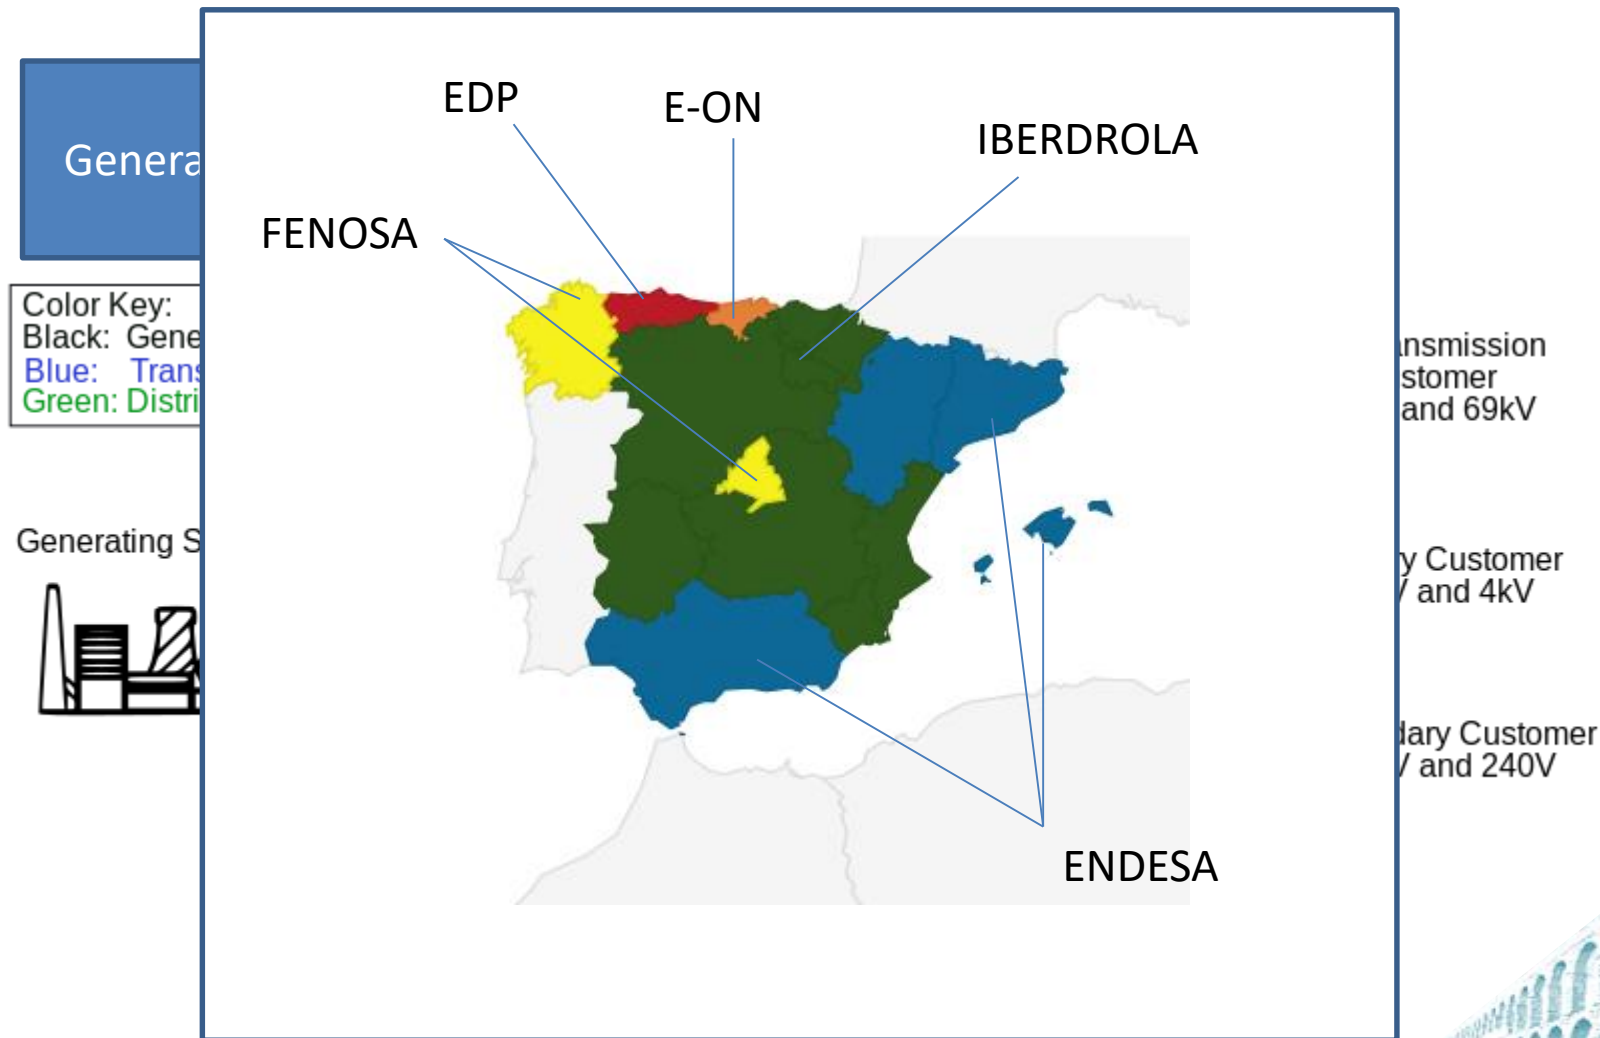 EDP
E-ON
IBERDROLA
Genera
FENOSA
Color Key:
Black: Gene
Blue: Trans
Green: Distri
nsmission
stomer
and 69kV
Generating S
y Customer
V and 4kV
dary Customer
V and 240V
ENDESA